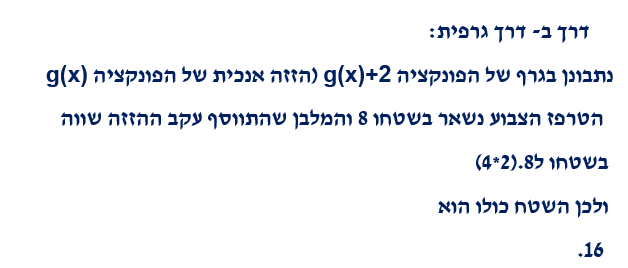 דרך ב- דרך גרפית:
נתבונן בגרף של הפונקציה g(x)+2 (הזזה אנכית של הפונקציה g(x)
הטרפז הצבוע נשאר בשטחו 8 והמלבן שהתווסף עקב ההזזה שווה
בשטחו ל8.(2*4)
ולכן השטח כולו הוא
16.